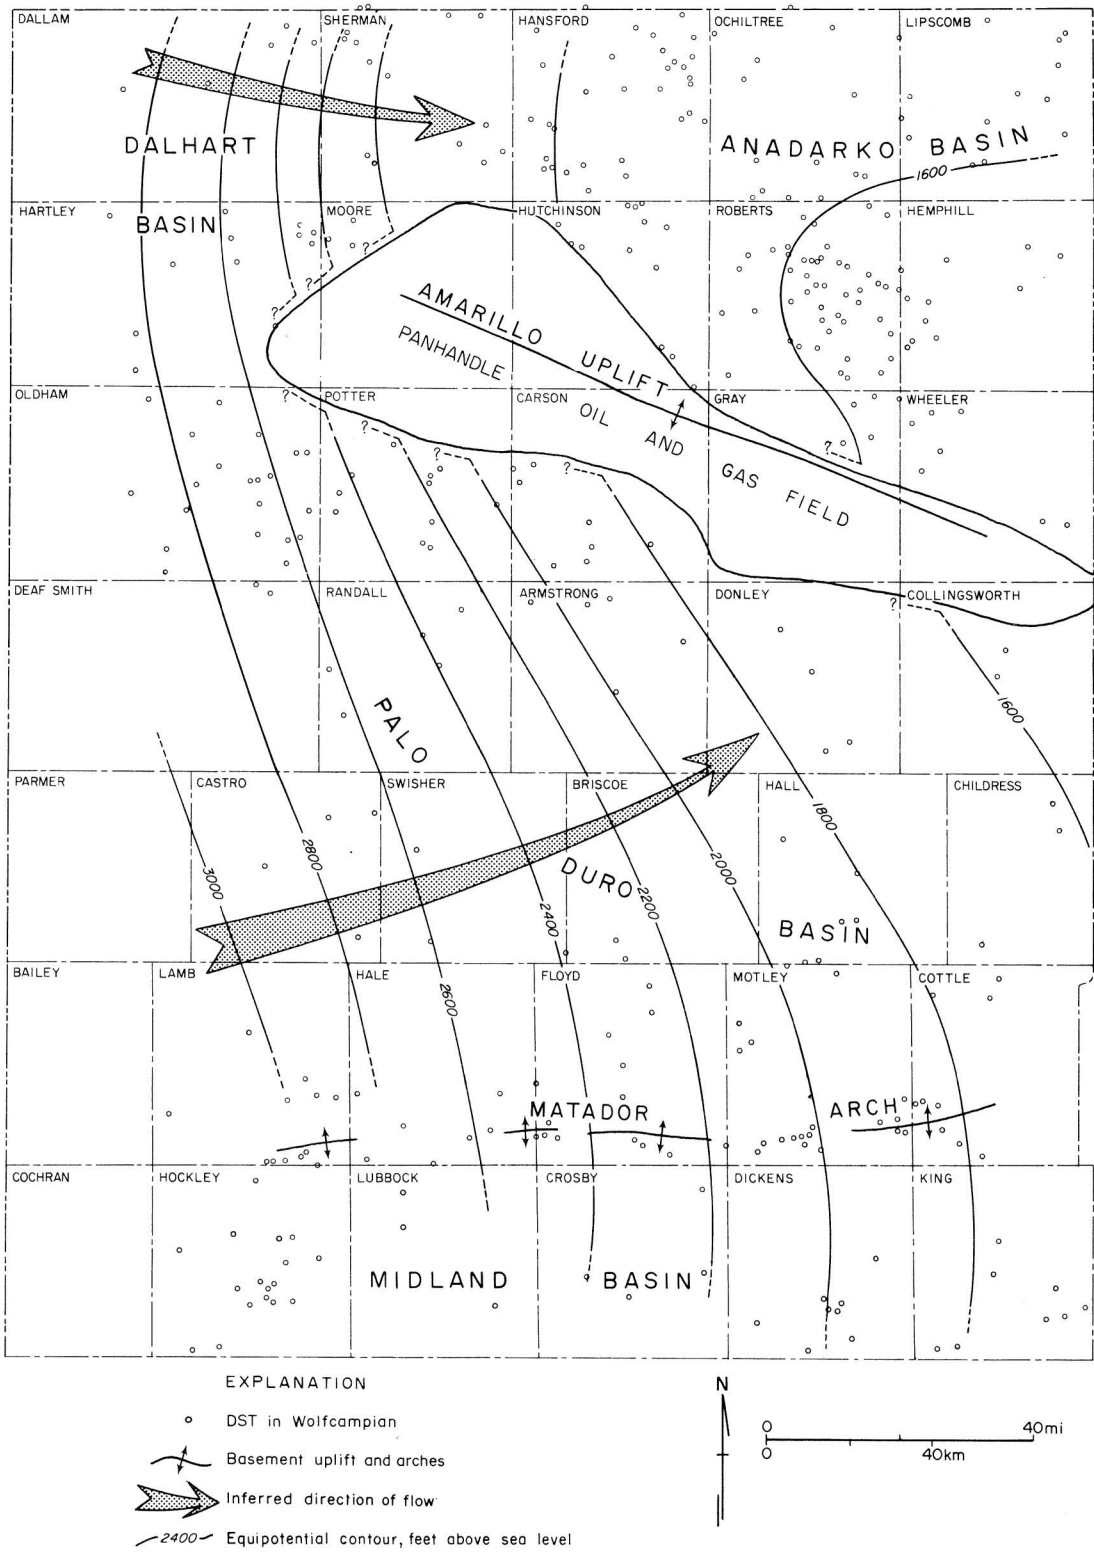 DALLAM
SHERMAN
HANSFORD
OCHILTREE
LIPSCOMB
DALHART
ANADARKO BASIN
1600
HARTLEY
MOORE
HUTCHINSON
ROBERTS
HEMPHILL
BASIN
?
?
?
AMARILLO UPLIFT
PANHANDLE OIL AND GAS FIELD
OLDHAM
POTTER
CARSON
GRAY
WHEELER
?
?
?
?
?
DEAF SMITH
RANDALL
ARMSTRONG
DONLEY
COLLINGSWORTH
?
1600
PALO
PARMER
CASTRO
SWISHER
BRISCOE
HALL
CHILDRESS
3000
2800
2400
2200
2000
1800
DURO
BASIN
BAILEY
LAMB
HALE
FLOYD
MOTLEY
COTTLE
2600
MATADOR
ARCH
COCHRAN
HOCKLEY
LUBBOCK
CROSBY
DICKENS
KING
MIDLAND BASIN
EXPLANATION
DST in Wolfcampian
Basement uplift and arches
Inferred direction of flow
2400 Equipotential contour, feet above sea level
N
0 40mi
0 40km